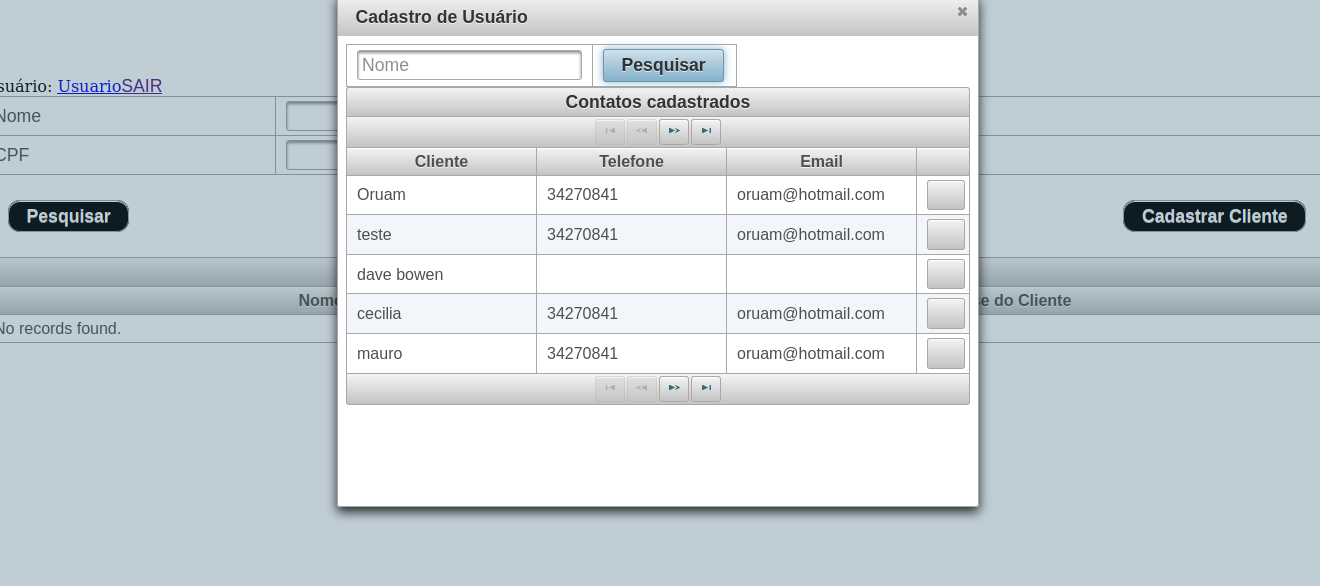 Cadastro de Usuário
Nome Pesquisar
suário: UsuarioSAIR
Contatos cadastrados
Nome
CPF
Cliente Telefone Email
Oruam 34270841 oruam@hotmail.com
Pesquisar Cadastrar Cliente
teste 34270841 oruam@hotmail.com
dave bowen
Nome do Cliente
cecilia 34270841 oruam@hotmail.com
No records found.
mauro 34270841 oruam@hotmail.com